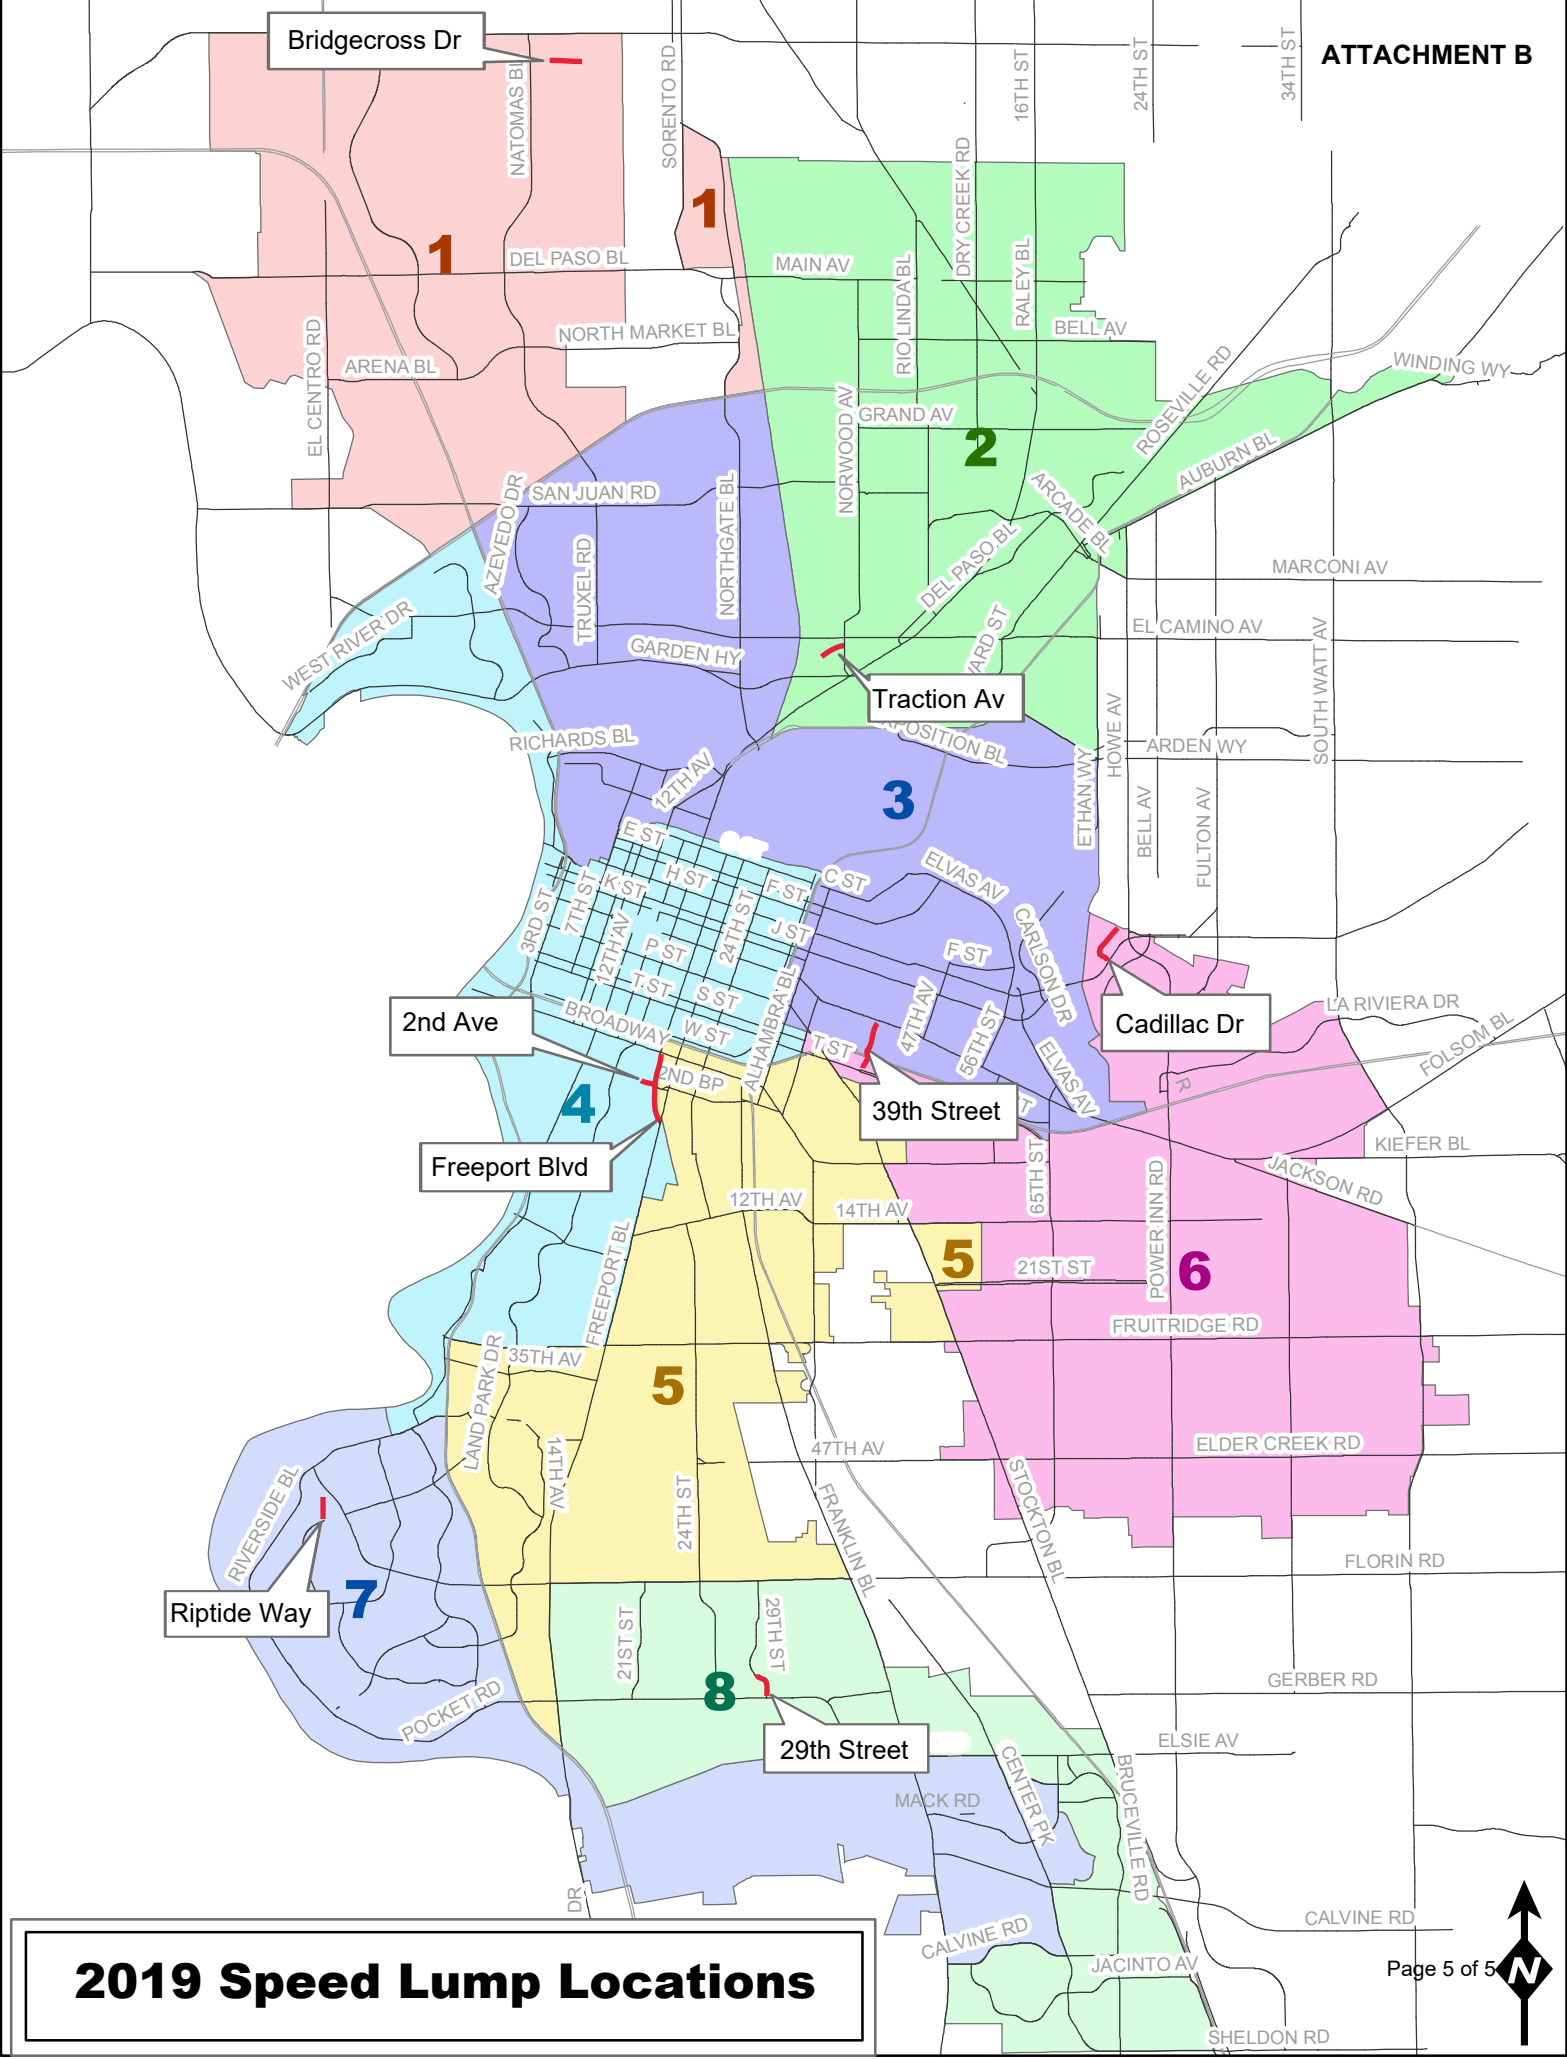 Bridgecross Dr
ATTACHMENT B
NATOMAS BL
SORENTO RD
16TH ST
24TH ST
34TH ST
DRY CREEK RD
1
1
DEL PASO BL
MAIN AV
RIO LINDA BL
RALEY BL
BELL AV
NORTH MARKET BL
EL CENTRO RD
ARENA BL
WINDING WY
ROSEVILLE RD
NORWOOD AV
GRAND AV
2
AUBURN BL
AZEVEDO DR
SAN JUAN RD
NORTHGATE BL
ARCADE BL
TRUXEL RD
DEL PASO BL
MARCONI AV
WEST RIVER DR
GARDEN HY
EL CAMINO AV
SOUTH WATT AV
Traction Av
RICHARDS BL
HOWE AV
ARDEN WY
12TH AV
3
ETHAN WY
BELL AV
FULTON AV
E ST
H ST
K ST
F ST
C ST
ELVAS AV
7TH ST
3RD ST
24TH ST
J ST
12TH AV
P ST
F ST
CARLSON DR
T ST
S ST
ALHAMBRA BL
47TH AV
56TH ST
LA RIVIERA DR
2nd Ave
BROADWAY
W ST
T ST
Cadillac Dr
FOLSOM BL
ELVAS AV
2ND BP
R
4
39th Street
Freeport Blvd
KIEFER BL
65TH ST
POWER INN RD
JACKSON RD
12TH AV
14TH AV
FREEPORT BL
5
21ST ST
6
FRUITRIDGE RD
35TH AV
LAND PARK DR
5
47TH AV
ELDER CREEK RD
14TH AV
24TH ST
FRANKLIN BL
STOCKTON BL
RIVERSIDE BL
FLORIN RD
7
Riptide Way
21ST ST
29TH ST
8
POCKET RD
GERBER RD
29th Street
ELSIE AV
CENTER PK
BRUCEVILLE RD
MACK RD
DR
CALVINE RD
CALVINE RD
JACINTO AV
2019 Speed Lump Locations
Page 5 of 5
N
SHELDON RD